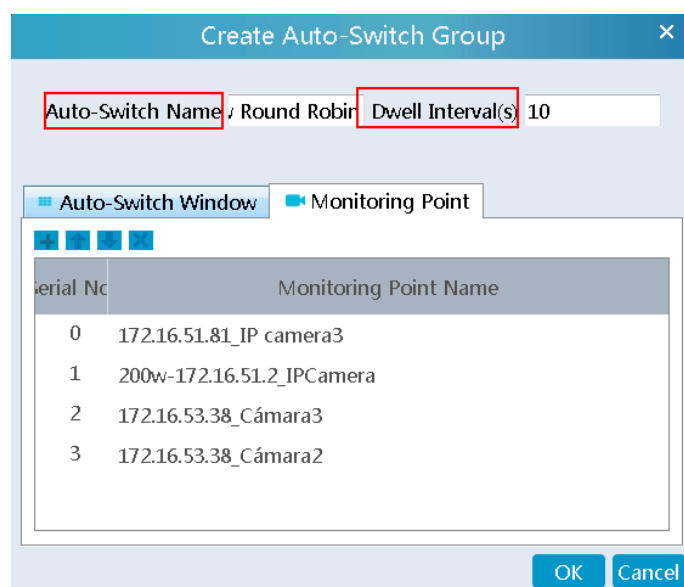 Create Auto-Switch Group
Auto-Switch Name Round Robin Dwell Interval(s) 10
Auto-Switch Window Monitoring Point
Monitoring Point Name
0 172.16.51.81_IP camera3
1 200w-172.16.51.2_IPCamera
2 172.16.53.38_Cámara3
3 172.16.53.38_Cámara2
OK Cancel